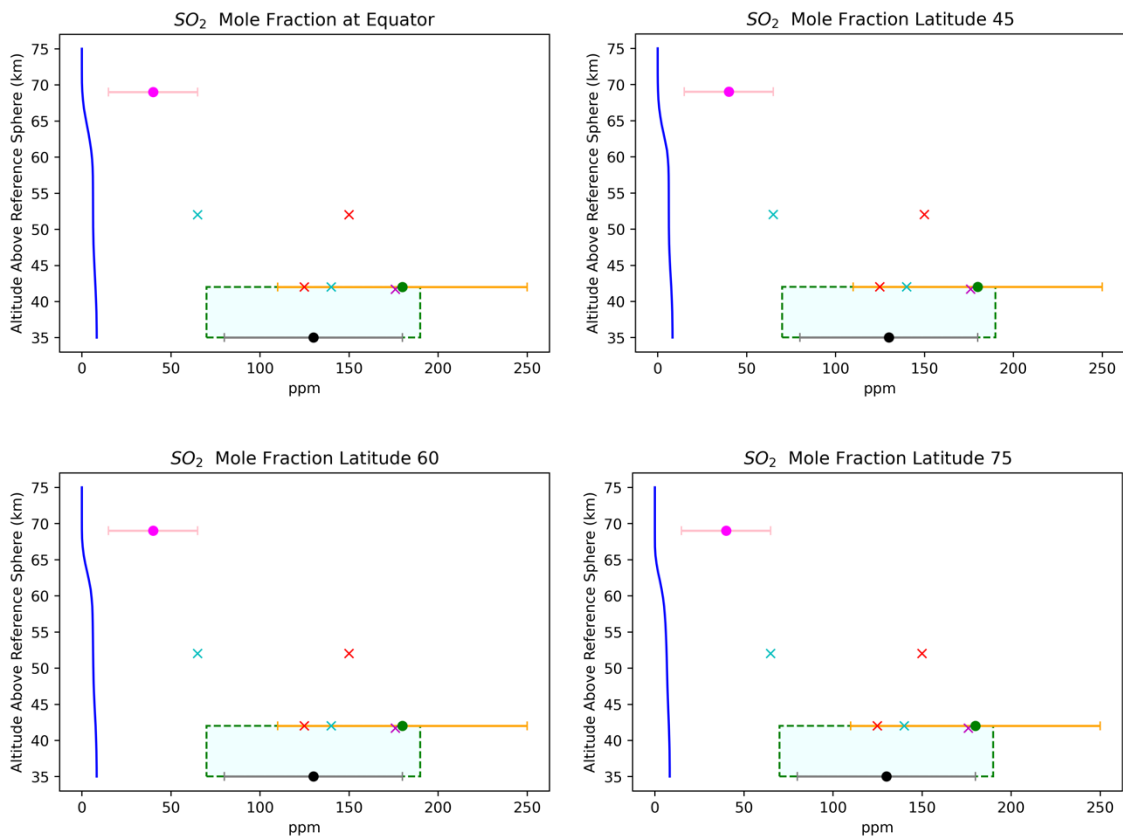 SO₂ Mole Fraction at Equator
Altitude Above Reference Sphere (km)
75
70
65
60
55
50
45
40
35
0 50 100 150 200 250
ppm
SO₂ Mole Fraction Latitude 45
Altitude Above Reference Sphere (km)
75
70
65
60
55
50
45
40
35
0 50 100 150 200 250
ppm
SO₂ Mole Fraction Latitude 60
Altitude Above Reference Sphere (km)
75
70
65
60
55
50
45
40
35
0 50 100 150 200 250
ppm
SO₂ Mole Fraction Latitude 75
Altitude Above Reference Sphere (km)
75
70
65
60
55
50
45
40
35
0 50 100 150 200 250
ppm